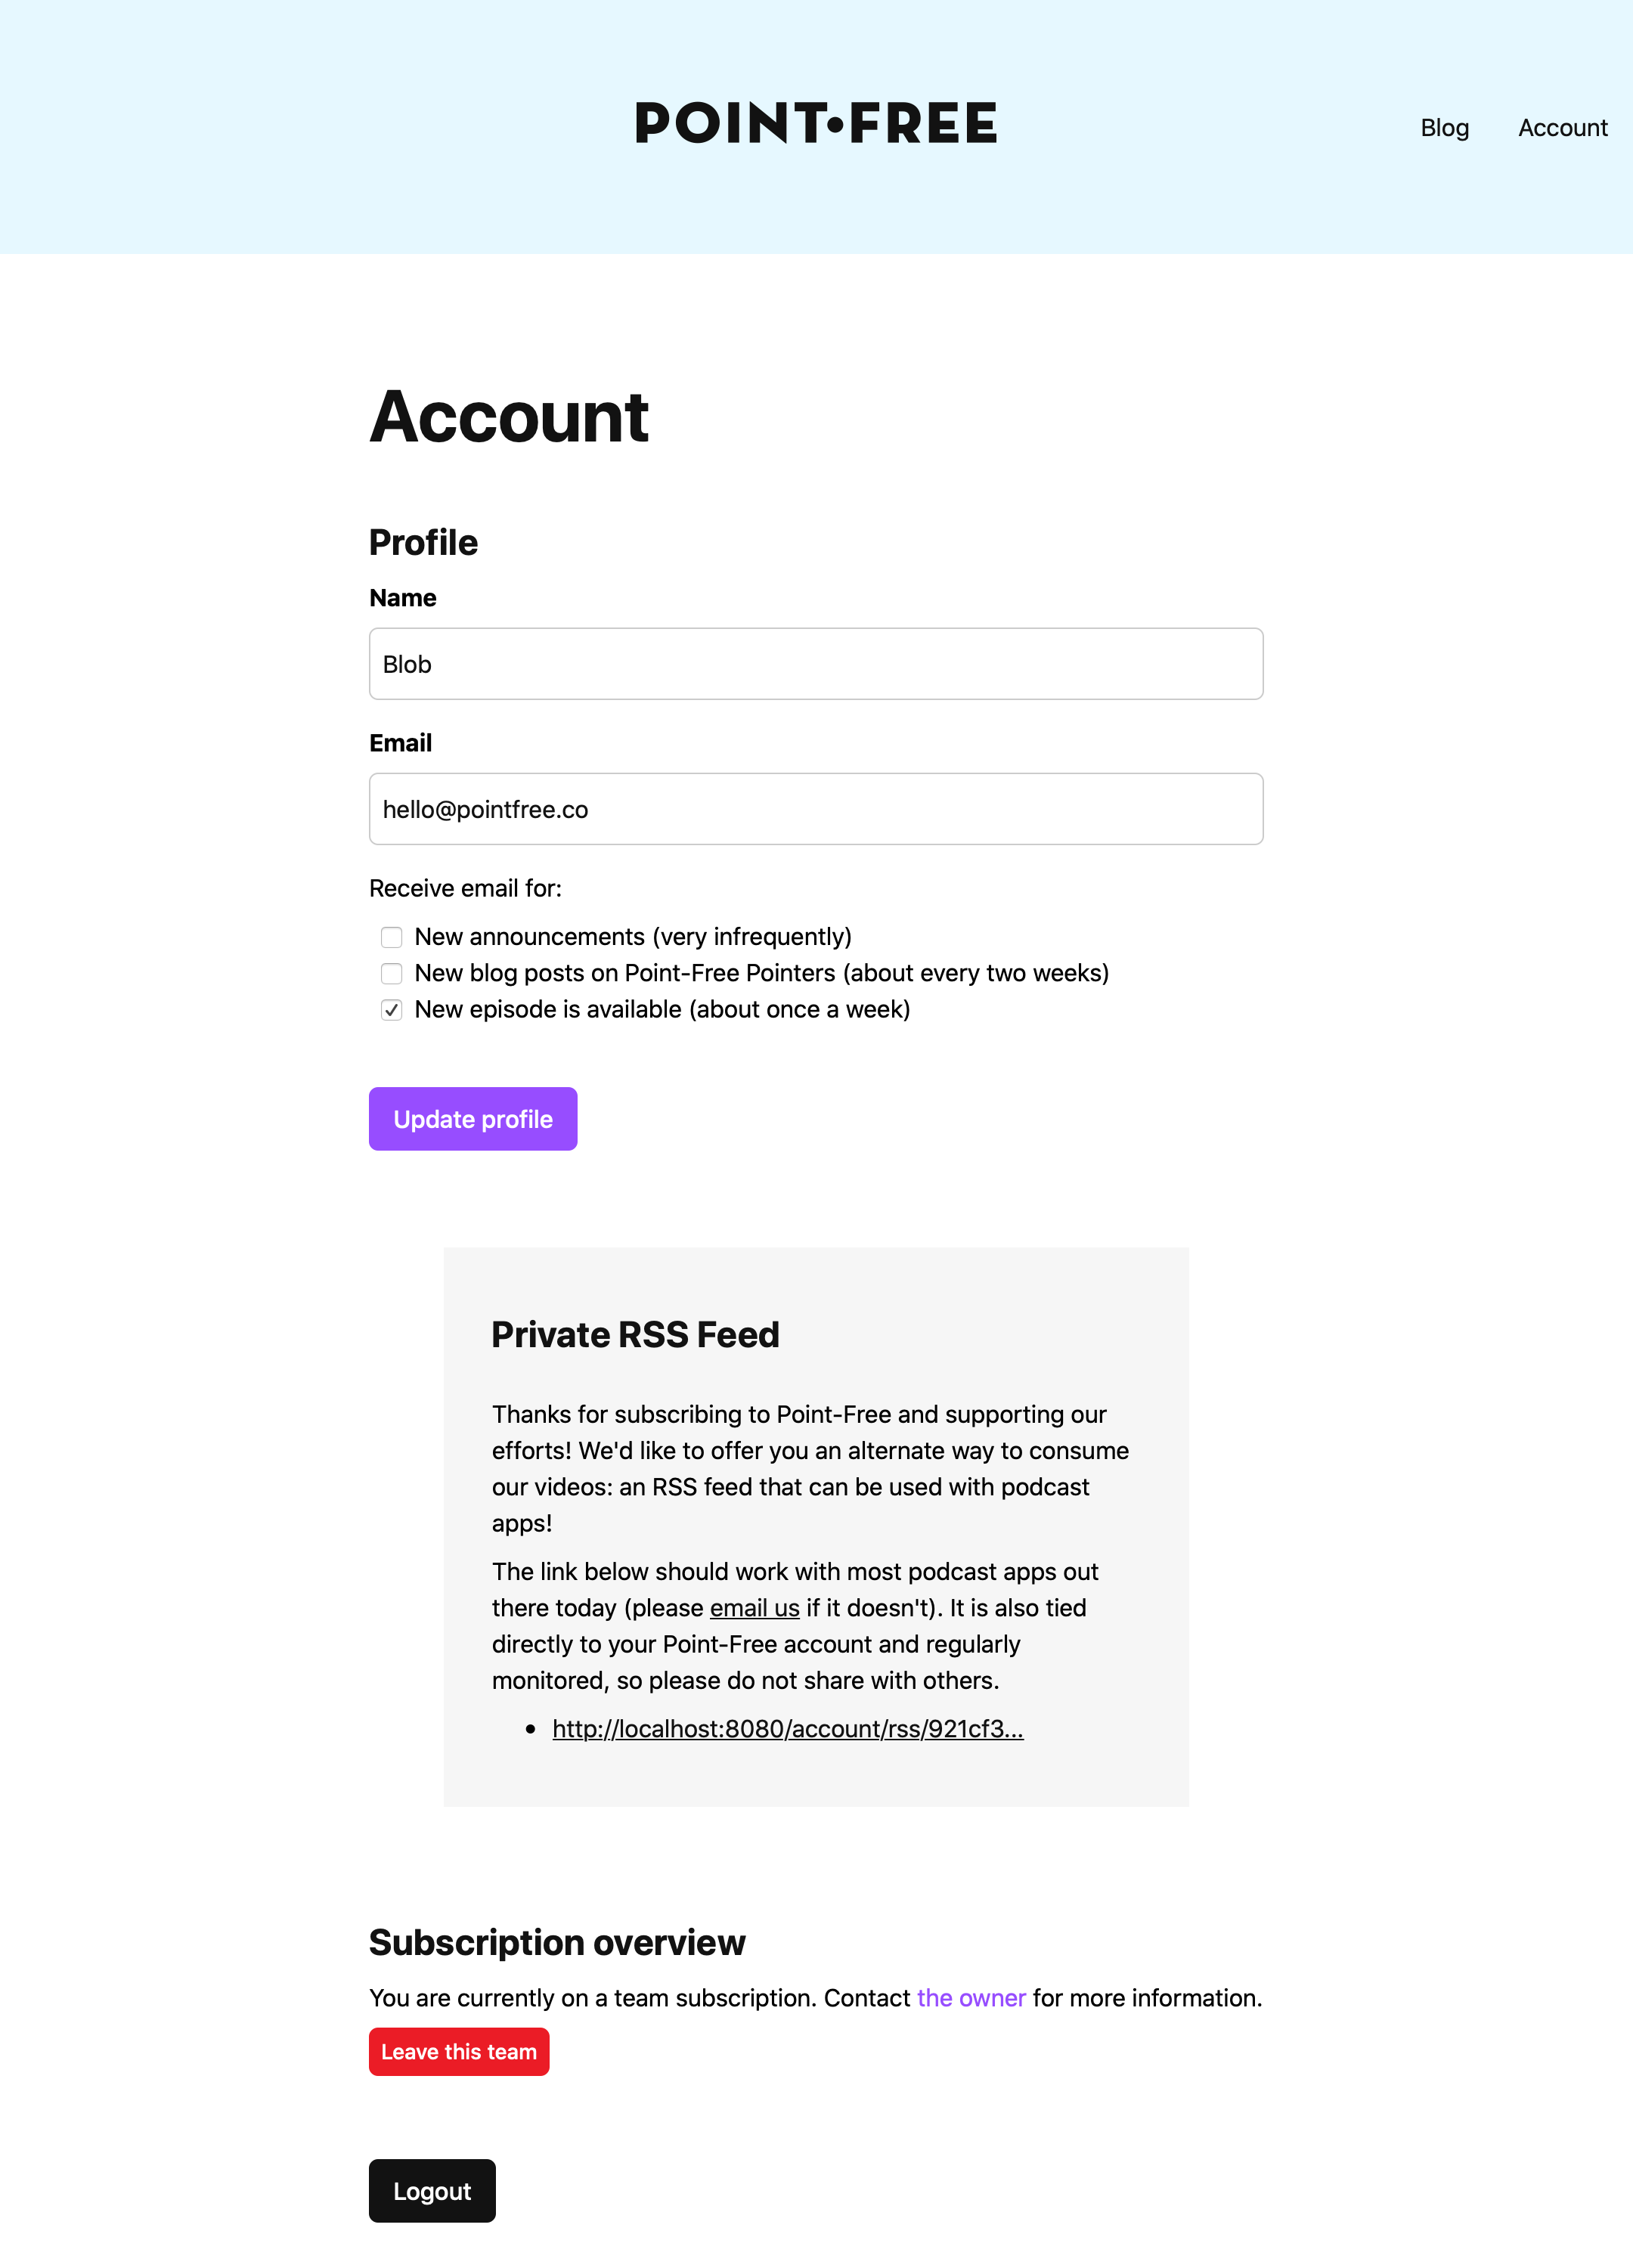 POINT•FREE
Blog
Account
Account
Profile
Name
Blob
Email
hello@pointfree.co
Receive email for:
New announcements (very infrequently)
New blog posts on Point-Free Pointers (about every two weeks)
New episode is available (about once a week)
Update profile
Private RSS Feed
Thanks for subscribing to Point-Free and supporting our
efforts! We'd like to offer you an alternate way to consume
our videos: an RSS feed that can be used with podcast
apps!
The link below should work with most podcast apps out
there today (please email us if it doesn't). It is also tied
directly to your Point-Free account and regularly
monitored, so please do not share with others.
• http://localhost:8080/account/rss/921cf3...
Subscription overview
You are currently on a team subscription. Contact the owner for more information.
Leave this team
Logout